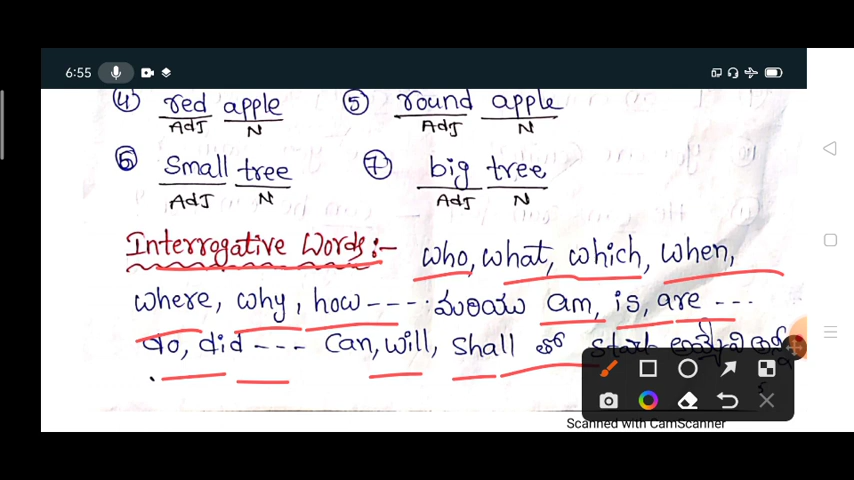 6:55
④ red apple ⑤ round apple
Adj N Adj N
⑥ Small tree ⑦ big tree
Adj N Adj N
Interrogative Words:- who, what, which, when,
where, why, how ---- మరియు am, is, are ---
do, did --- Can, will, shall తో start అయ్యేవి
Scanned with CamScanner